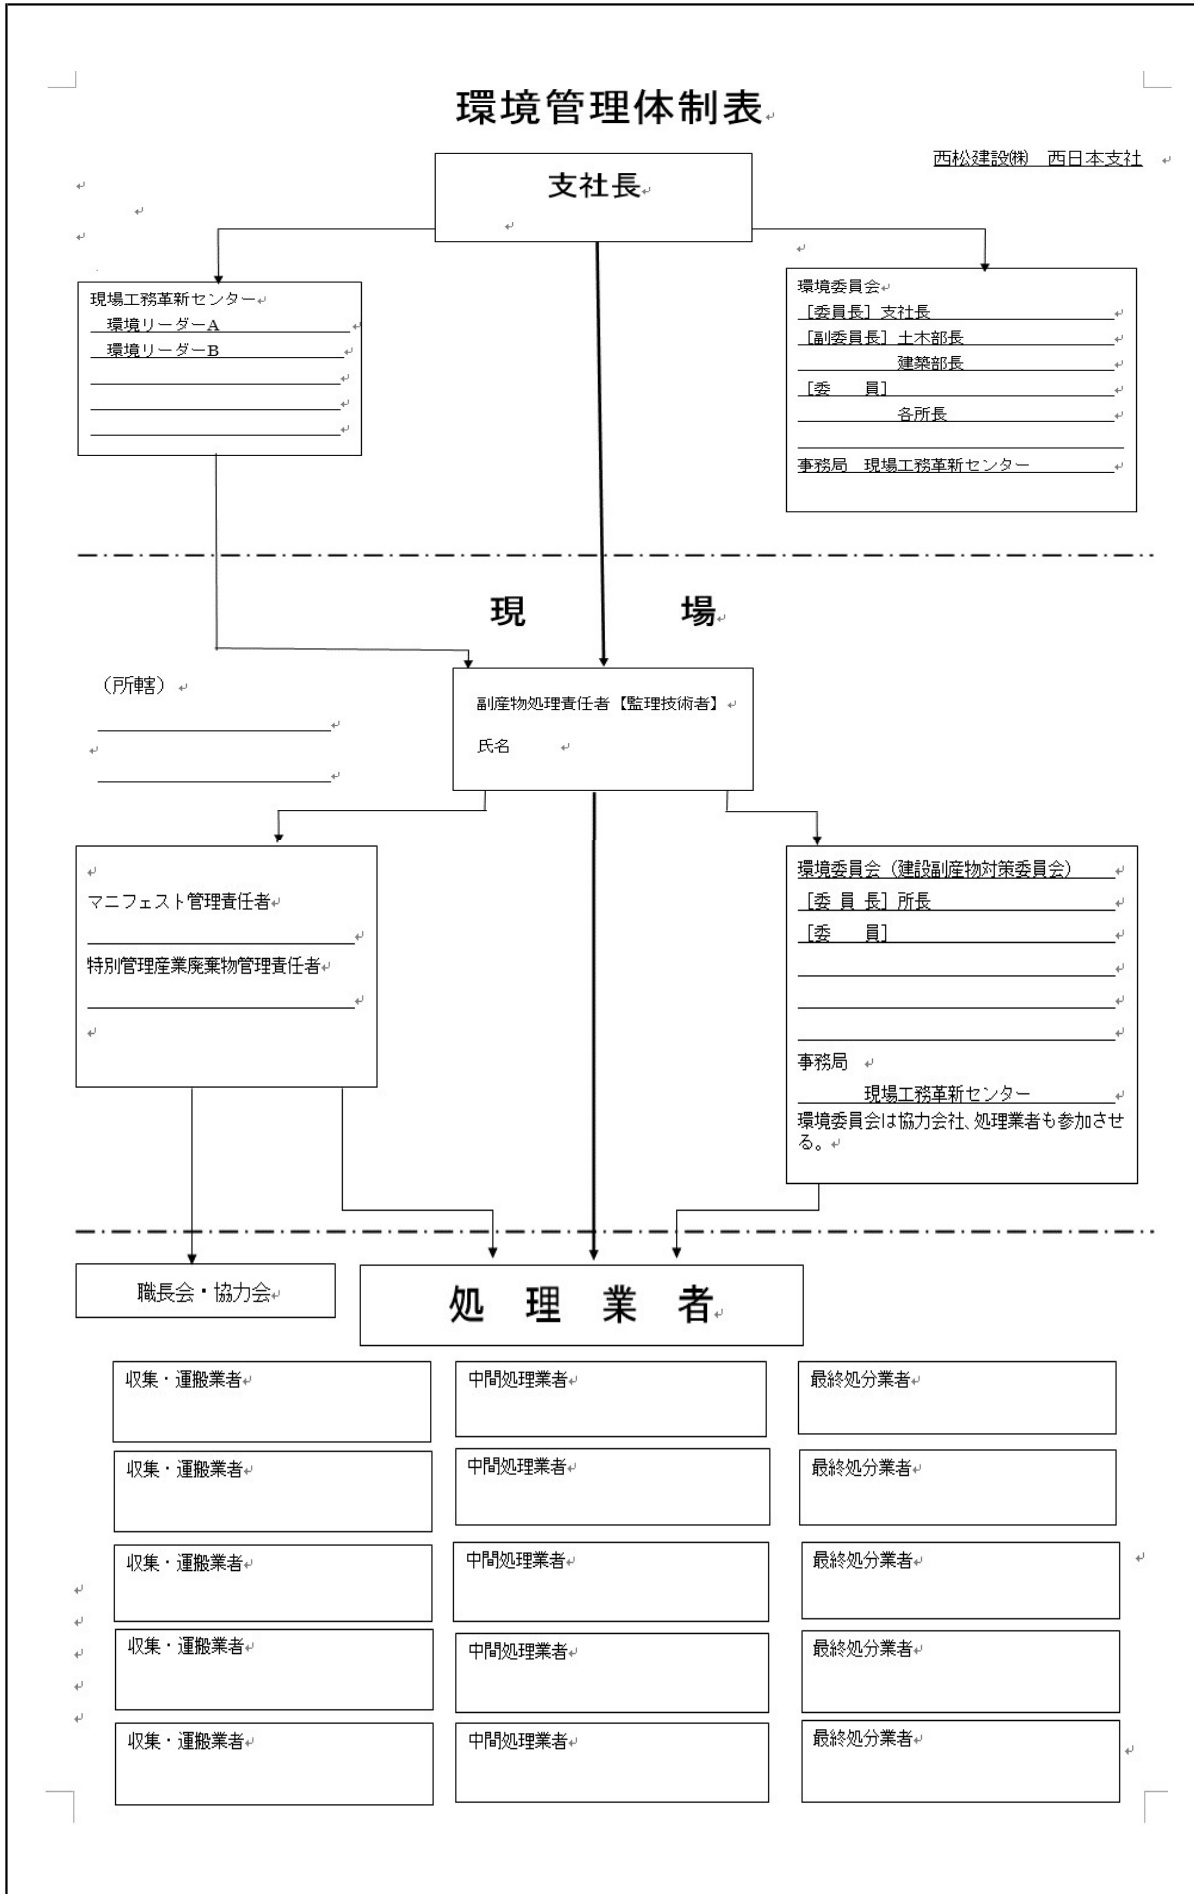 環境管理体制表
西松建設㈱　西日本支社
支社長
現場工務革新センター
環境リーダーA
環境リーダーB
環境委員会
［委員長］支社長
［副委員長］土木部長
建築部長
［委　　員］
各所長
事務局　現場工務革新センター
現　　　場
（所轄）
副産物処理責任者【監理技術者】
氏名
マニフェスト管理責任者
特別管理産業廃棄物管理責任者
環境委員会（建設副産物対策委員会）
［委 員 長］所長
［委　　員］
事務局
現場工務革新センター
環境委員会は協力会社、処理業者も参加させ
る。
職長会・協力会
処　理　業　者
収集・運搬業者
中間処理業者
最終処分業者
収集・運搬業者
中間処理業者
最終処分業者
収集・運搬業者
中間処理業者
最終処分業者
収集・運搬業者
中間処理業者
最終処分業者
収集・運搬業者
中間処理業者
最終処分業者